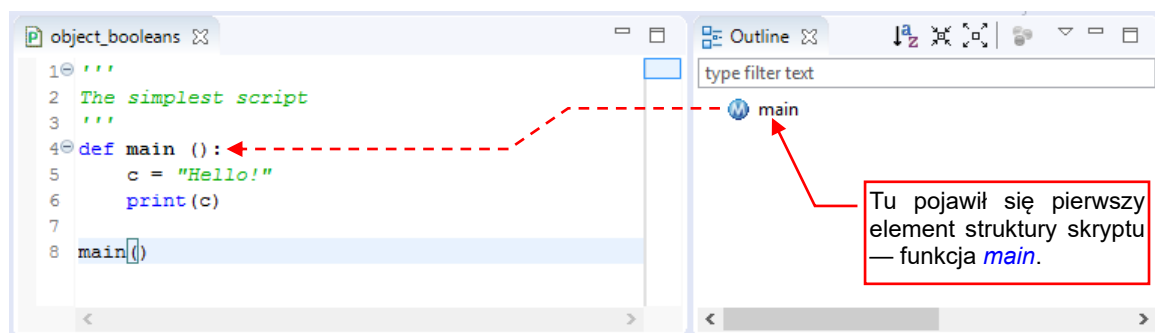 object_booleans
1 '''
2 The simplest script
3 '''
4 def main ():
5     c = "Hello!"
6     print(c)
7
8 main()
Outline
type filter text
main
Tu pojawił się pierwszy
element struktury skryptu
— funkcja main.